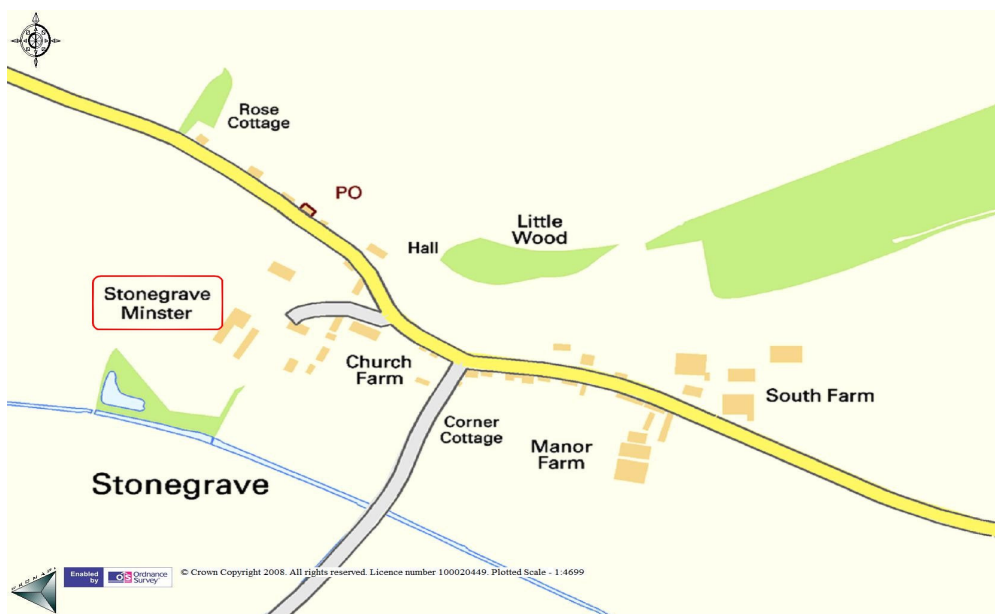 Rose
Cottage
PO
Little
Wood
Hall
Stonegrave
Minster
Church
Farm
South Farm
Corner
Cottage
Manor
Farm
Stonegrave
Enabled
by
Ordnance
Survey
© Crown Copyright 2008. All rights reserved. Licence number 100020449. Plotted Scale - 1:4699